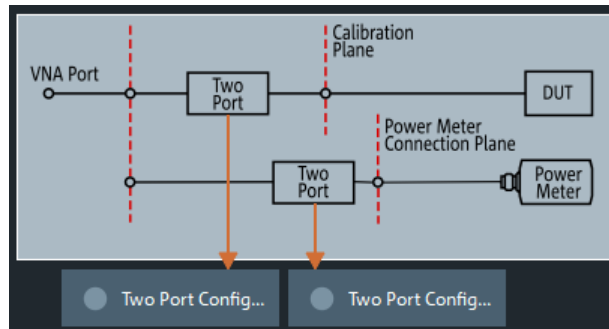 Calibration
Plane
VNA Port
Two
Port
DUT
Power Meter
Connection Plane
Two
Port
Power
Meter
Two Port Config...
Two Port Config...